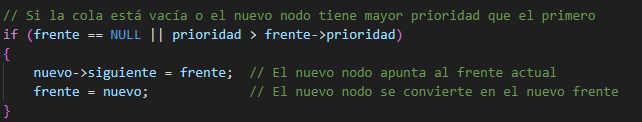 // Si la cola está vacía o el nuevo nodo tiene mayor prioridad que el primero
if (frente == NULL || prioridad > frente->prioridad)
{
    nuevo->siguiente = frente;  // El nuevo nodo apunta al frente actual
    frente = nuevo;             // El nuevo nodo se convierte en el nuevo frente
}